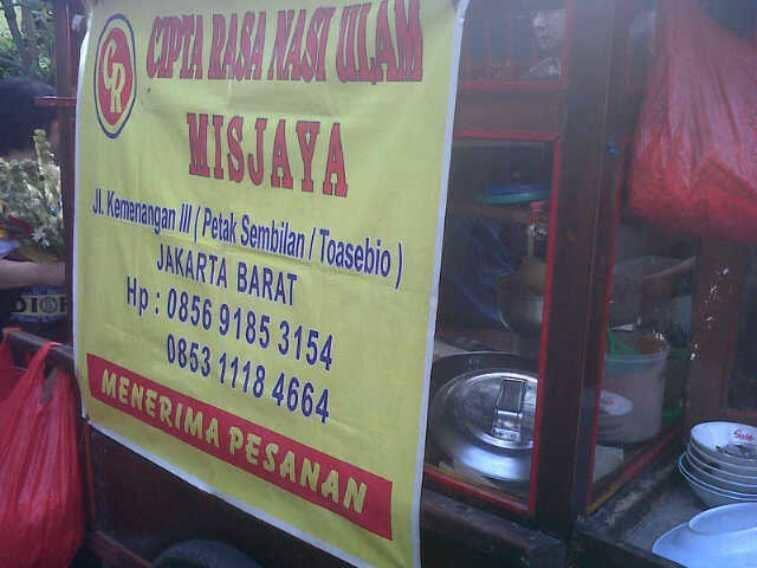 CR
CIPTA RASA NASI ULAM
MISJAYA
Jl. Kemenangan III ( Petak Sembilan / Toasebio )
JAKARTA BARAT
Hp : 0856 9185 3154
0853 1118 4664
MENERIMA PESANAN
DIOR